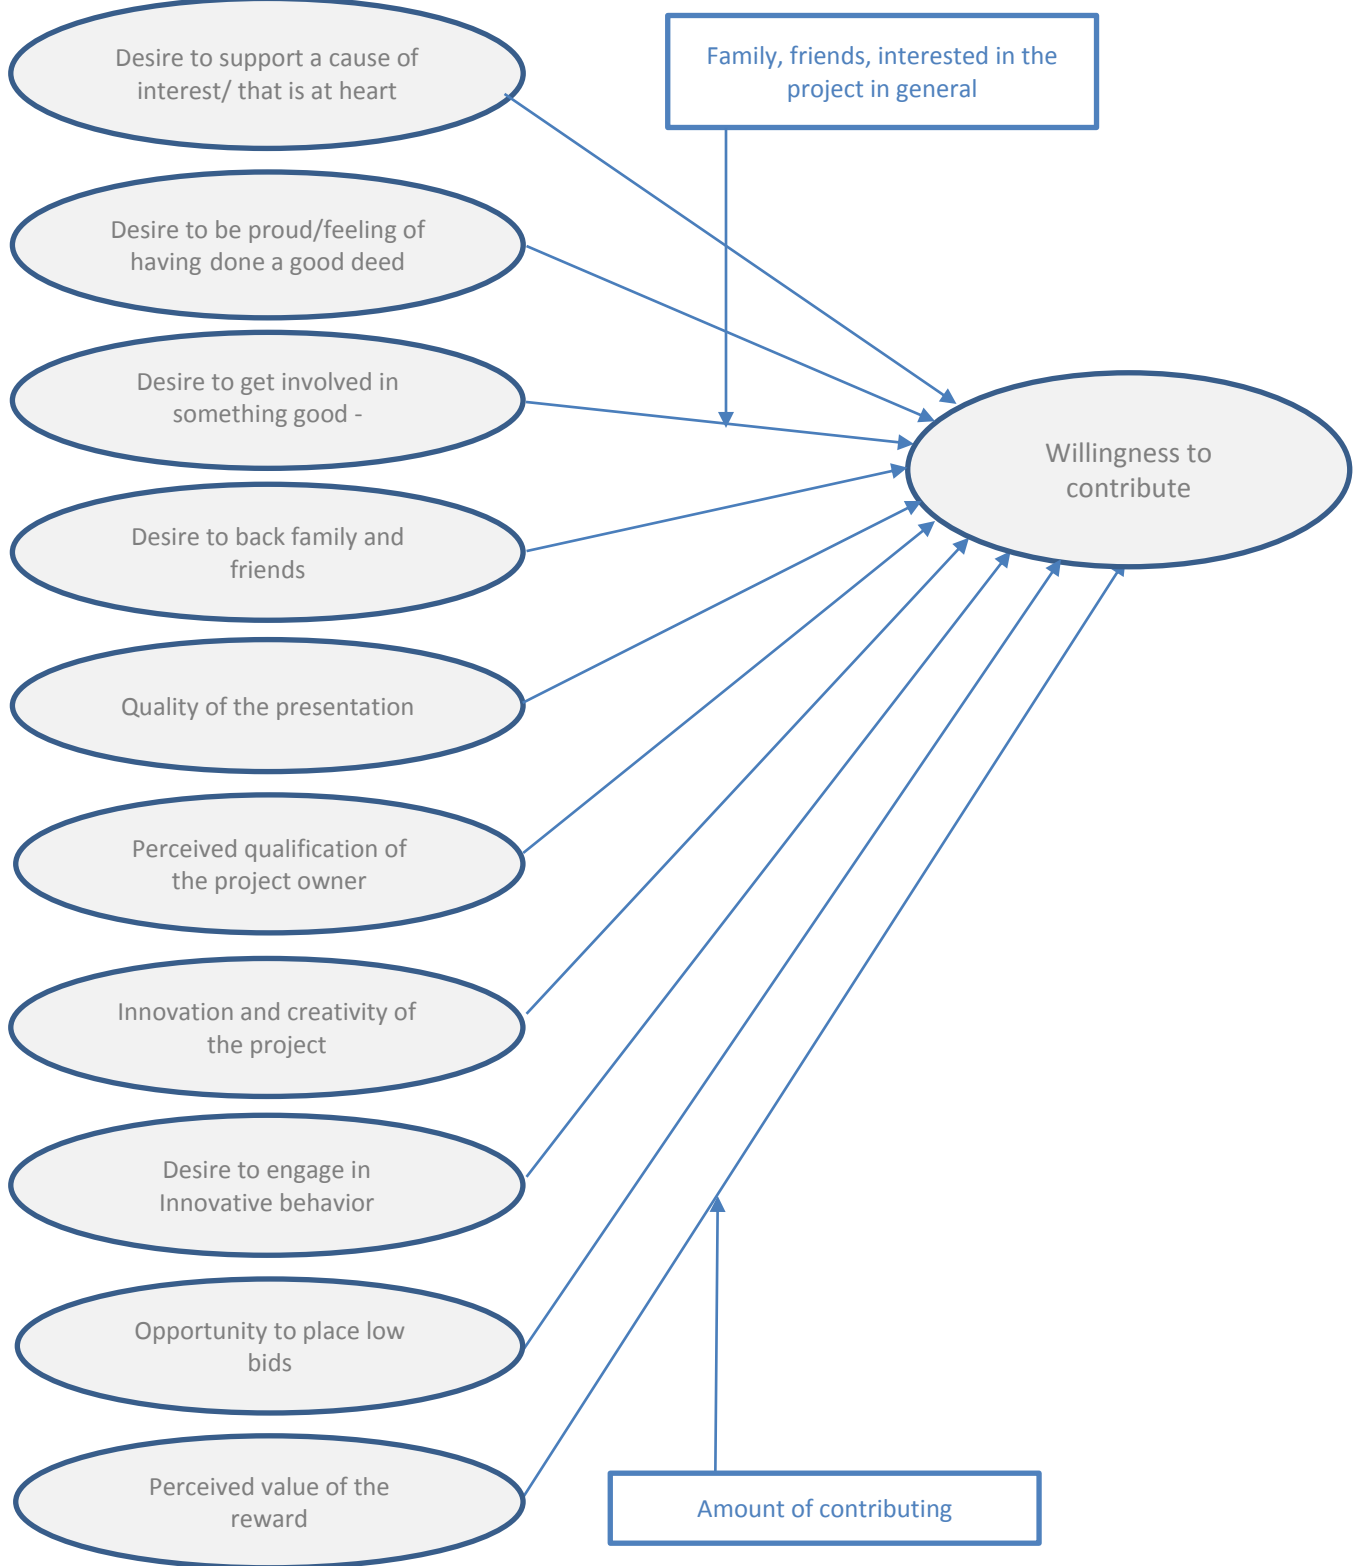 Desire to support a cause of
interest/ that is at heart
Family, friends, interested in the
project in general
Desire to be proud/feeling of
having done a good deed
Desire to get involved in
something good -
Willingness to
contribute
Desire to back family and
friends
Quality of the presentation
Perceived qualification of
the project owner
Innovation and creativity of
the project
Desire to engage in
Innovative behavior
Opportunity to place low
bids
Perceived value of the
reward
Amount of contributing